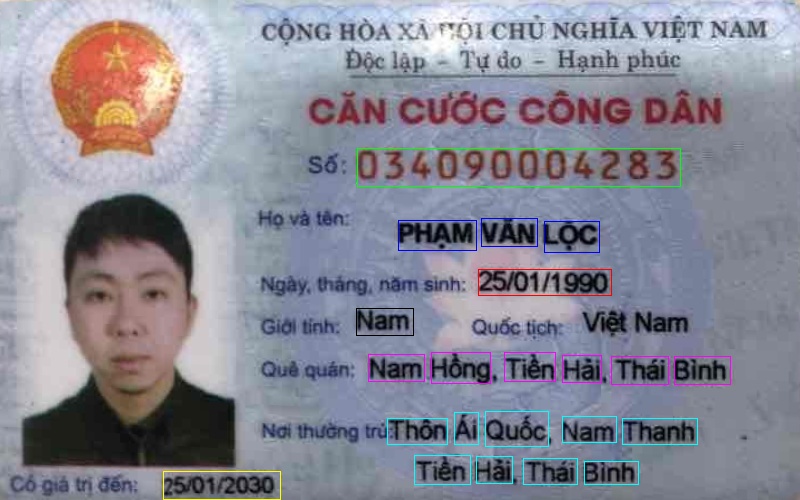 CỘNG HÒA XÃ HỘI CHỦ NGHĨA VIỆT NAM
Độc lập - Tự do - Hạnh phúc
CĂN CƯỚC CÔNG DÂN
Số: 034090004283
Họ và tên:
PHẠM VĂN LỘC
Ngày, tháng, năm sinh: 25/01/1990
Giới tính: Nam Quốc tịch: Việt Nam
Quê quán: Nam Hồng, Tiền Hải, Thái Bình
Nơi thường trú: Thôn Ái Quốc, Nam Thanh
Tiền Hải, Thái Bình
Có giá trị đến: 25/01/2030